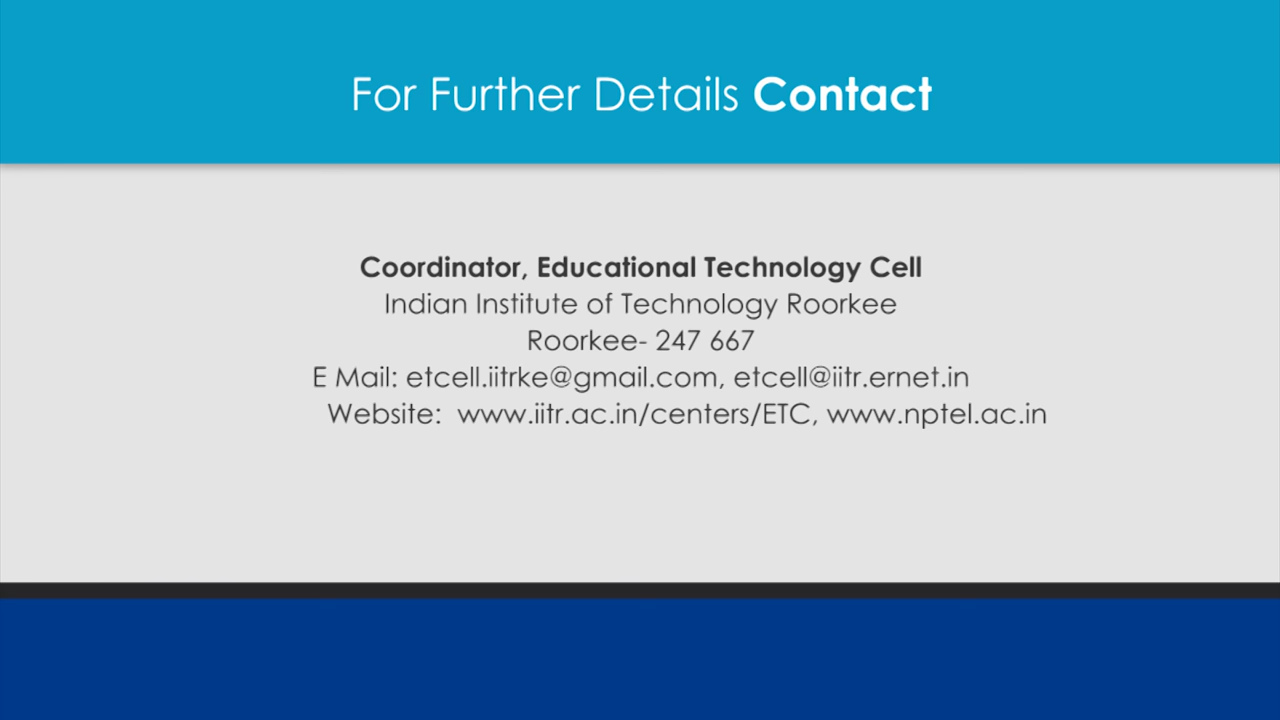 For Further Details Contact
Coordinator, Educational Technology Cell
Indian Institute of Technology Roorkee
Roorkee- 247 667
E Mail: etcell.iitrke@gmail.com, etcell@iitr.ernet.in
Website: www.iitr.ac.in/centers/ETC, www.nptel.ac.in